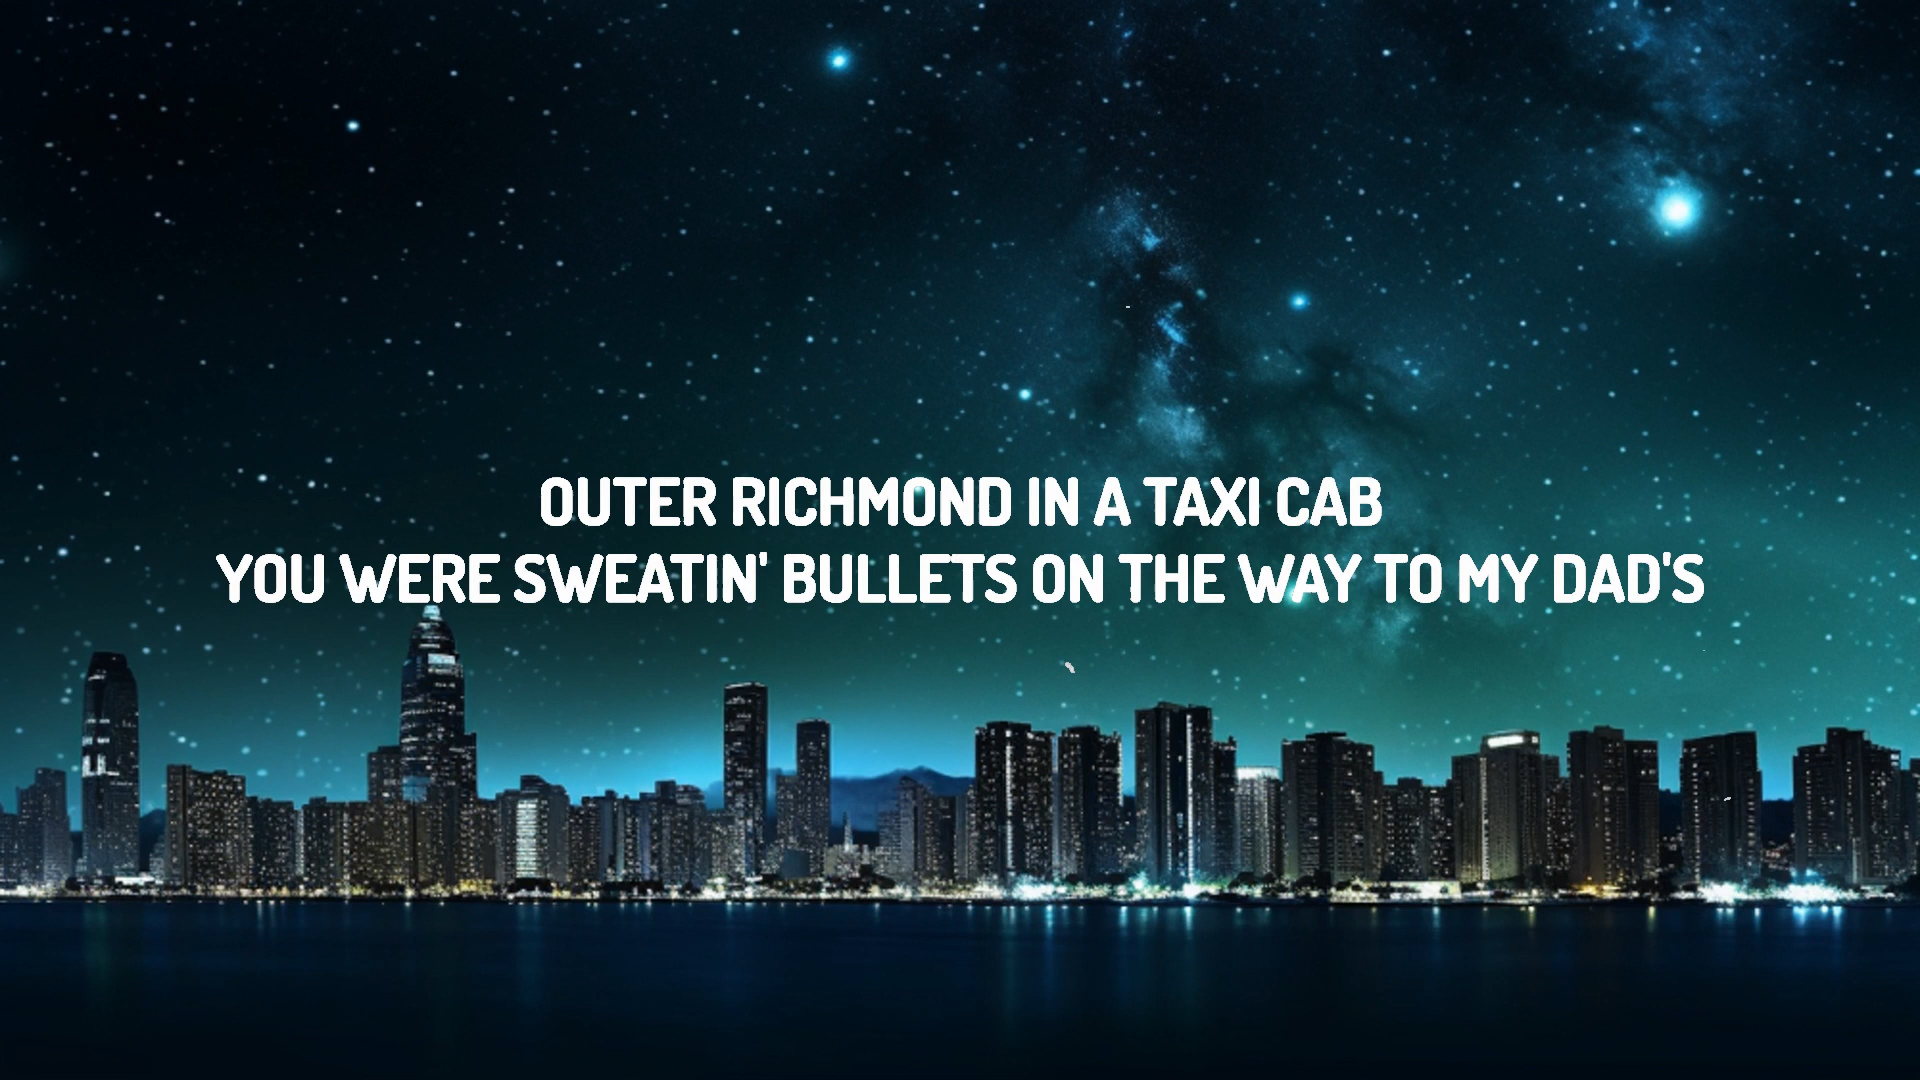 OUTER RICHMOND IN A TAXI CAB
YOU WERE SWEATIN' BULLETS ON THE WAY TO MY DAD'S